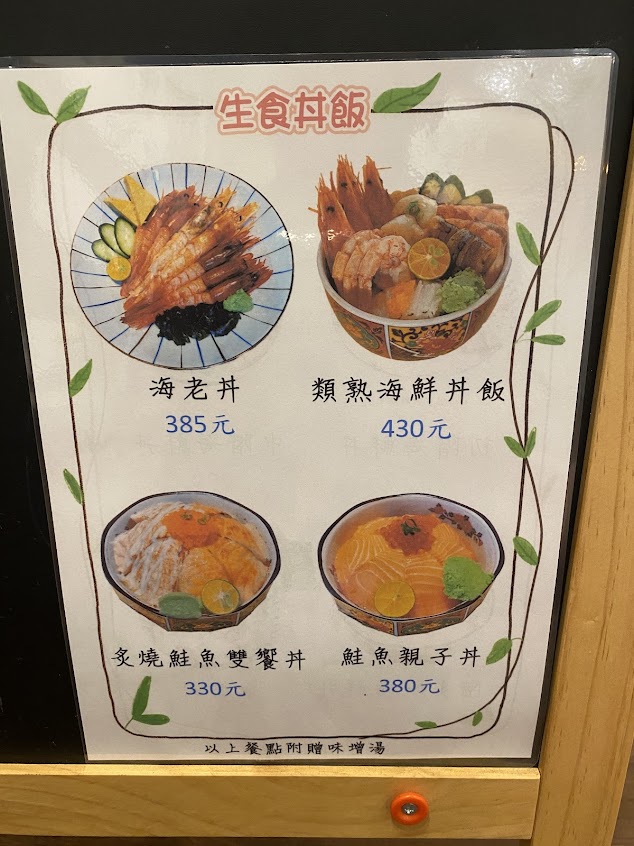 生食丼飯
海老丼
385元
類熟海鮮丼飯
430元
炙燒鮭魚雙饗丼
330元
鮭魚親子丼
380元
以上餐點附贈味增湯